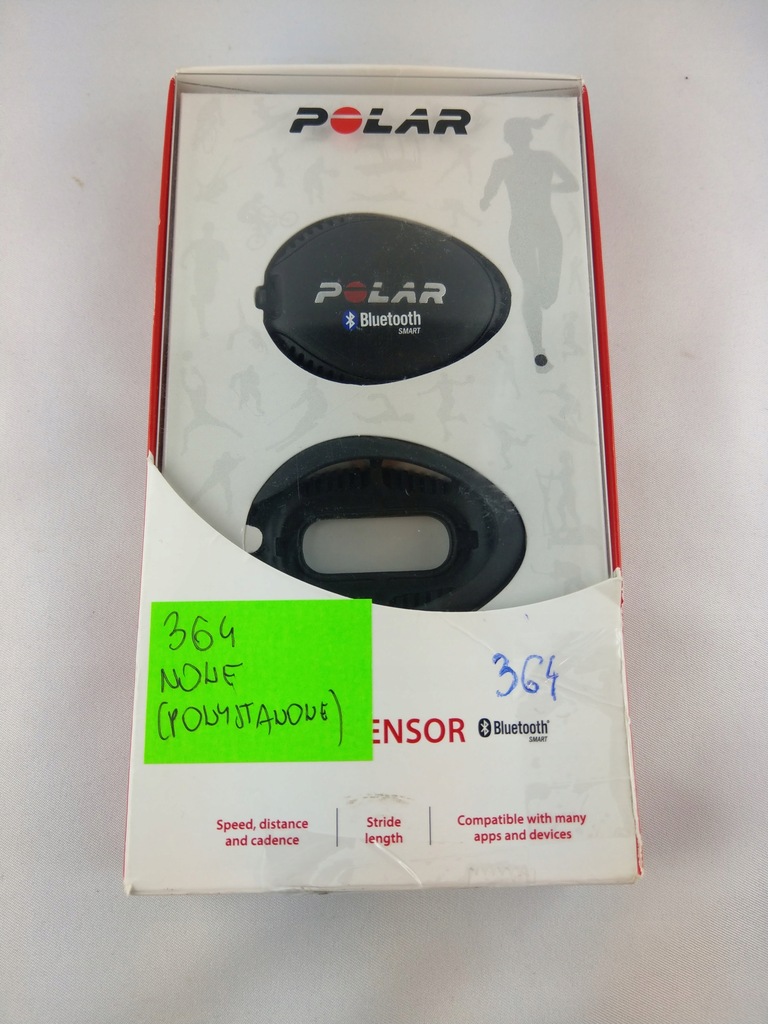 POLAR
POLAR
Bluetooth
SMART
364
NOWE
(POWYSTAWOWE)
364
ENSOR Bluetooth®
SMART
Speed, distance
and cadence
Stride
length
Compatible with many
apps and devices